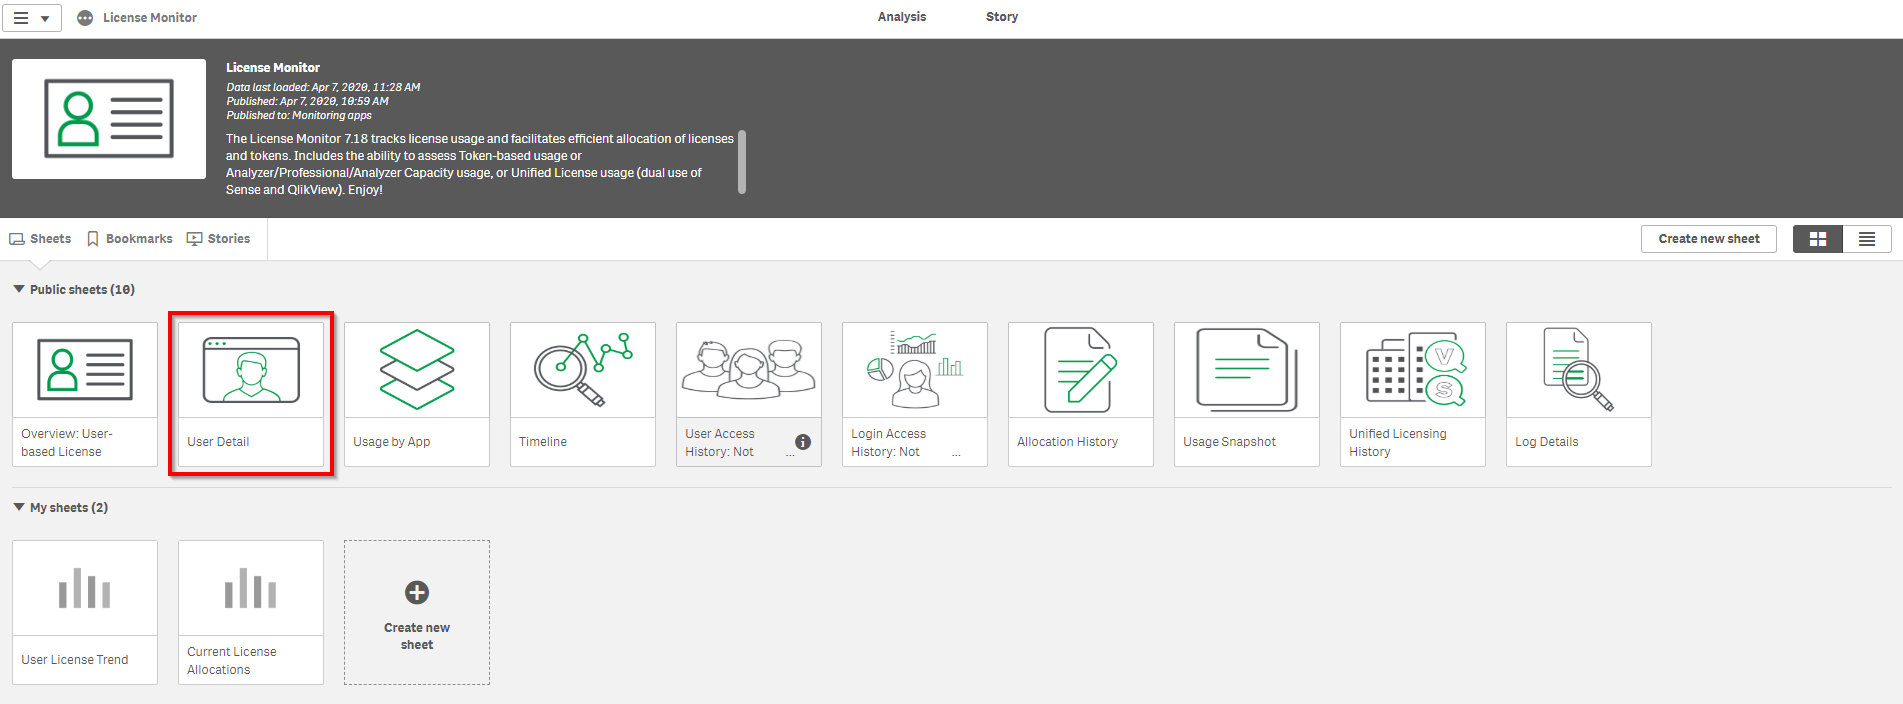 License Monitor
Analysis
Story
License Monitor
Data last loaded: Apr 7, 2020, 11:28 AM
Published: Apr 7, 2020, 10:59 AM
Published to: Monitoring apps
The License Monitor 7.18 tracks license usage and facilitates efficient allocation of licenses
and tokens. Includes the ability to assess Token-based usage or
Analyzer/Professional/Analyzer Capacity usage, or Unified License usage (dual use of
Sense and QlikView). Enjoy!
Sheets
Bookmarks
Stories
Create new sheet
Public sheets (10)
Overview: User-
based License
User Detail
Usage by App
Timeline
User Access
History: Not ...
Login Access
History: Not ...
Allocation History
Usage Snapshot
V
S
Unified Licensing
History
Log Details
My sheets (2)
User License Trend
Current License
Allocations
Create new
sheet